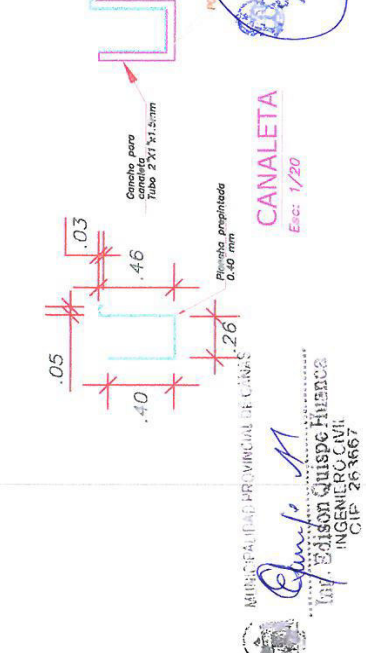 Gancho para
canaleta
Tubo 2"X1"x1.5mm
.03
.05
.46
.40
.26
Plancha prepintada
0.40 mm
CANALETA
Esc: 1/20
MUNICIPALIDAD PROVINCIAL DE CANAS
Ing. Edison Quispe Huanca
INGENIERO CIVIL
CIP 263667